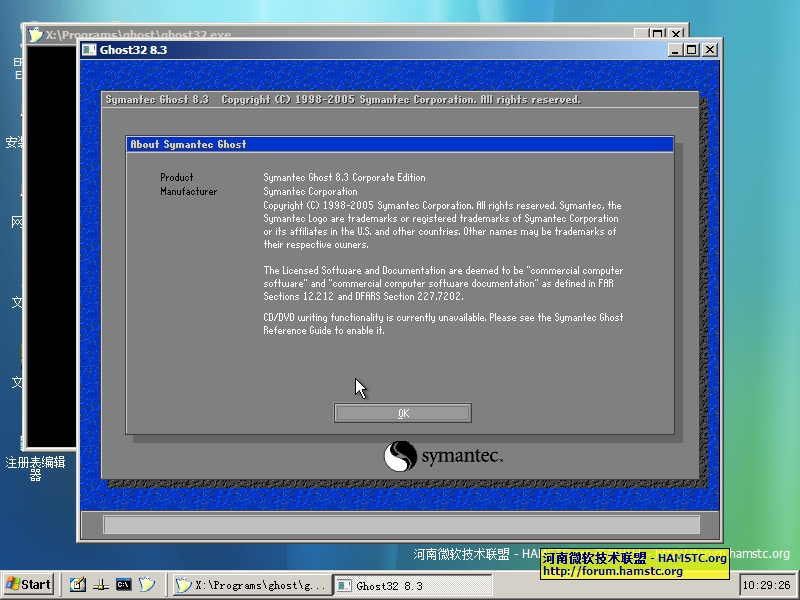 X:\Programs\ghost\ghost32.exe
Ghost32 8.3
Symantec Ghost 8.3 Copyright (C) 1998-2005 Symantec Corporation. All rights reserved.
About Symantec Ghost
Product Symantec Ghost 8.3 Corporate Edition
Manufacturer Symantec Corporation
Copyright (C) 1998-2005 Symantec Corporation. All rights reserved. Symantec, the
Symantec Logo are trademarks or registered trademarks of Symantec Corporation
or its affiliates in the U.S. and other countries. Other names may be trademarks of
their respective owners.
The Licensed Software and Documentation are deemed to be "commercial computer
software" and "commercial computer software documentation" as defined in FAR
Sections 12.212 and DFARS Section 227.7202.
CD/DVD writing functionality is currently unavailable. Please see the Symantec Ghost
Reference Guide to enable it.
OK
symantec.
注册表编辑
器
河南微软技术联盟 - HA
hamstc.org
河南微软技术联盟 - HAMSTC.org
http://forum.hamstc.org
Start
X:\Programs\ghost\g...
Ghost32 8.3
10:29:26